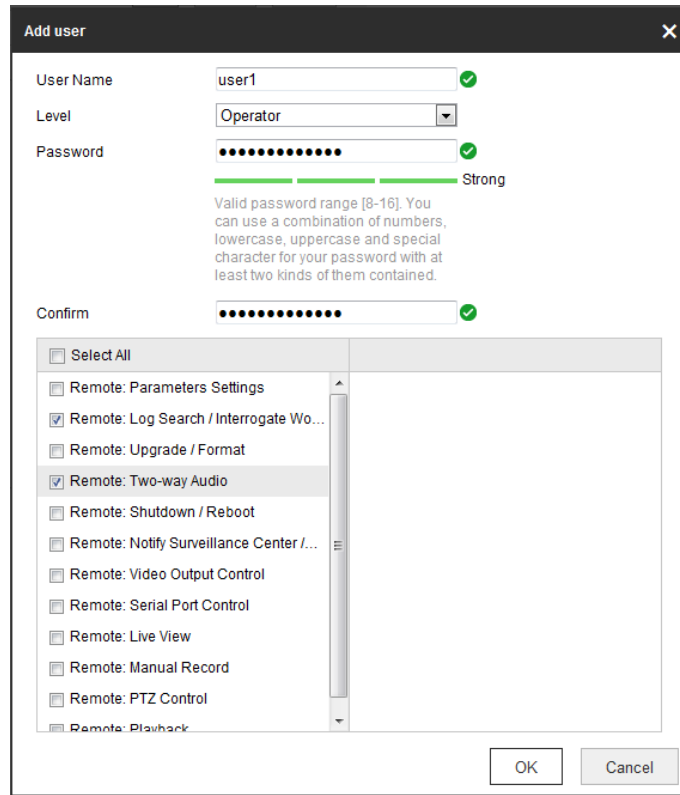 Add user
User Name
user1
Level
Operator
Password
•••••••••••••
Strong
Valid password range [8-16]. You
can use a combination of numbers,
lowercase, uppercase and special
character for your password with at
least two kinds of them contained.
Confirm
•••••••••••••
Select All
Remote: Parameters Settings
Remote: Log Search / Interrogate Wo...
Remote: Upgrade / Format
Remote: Two-way Audio
Remote: Shutdown / Reboot
Remote: Notify Surveillance Center /...
Remote: Video Output Control
Remote: Serial Port Control
Remote: Live View
Remote: Manual Record
Remote: PTZ Control
Remote: Playback
OK
Cancel